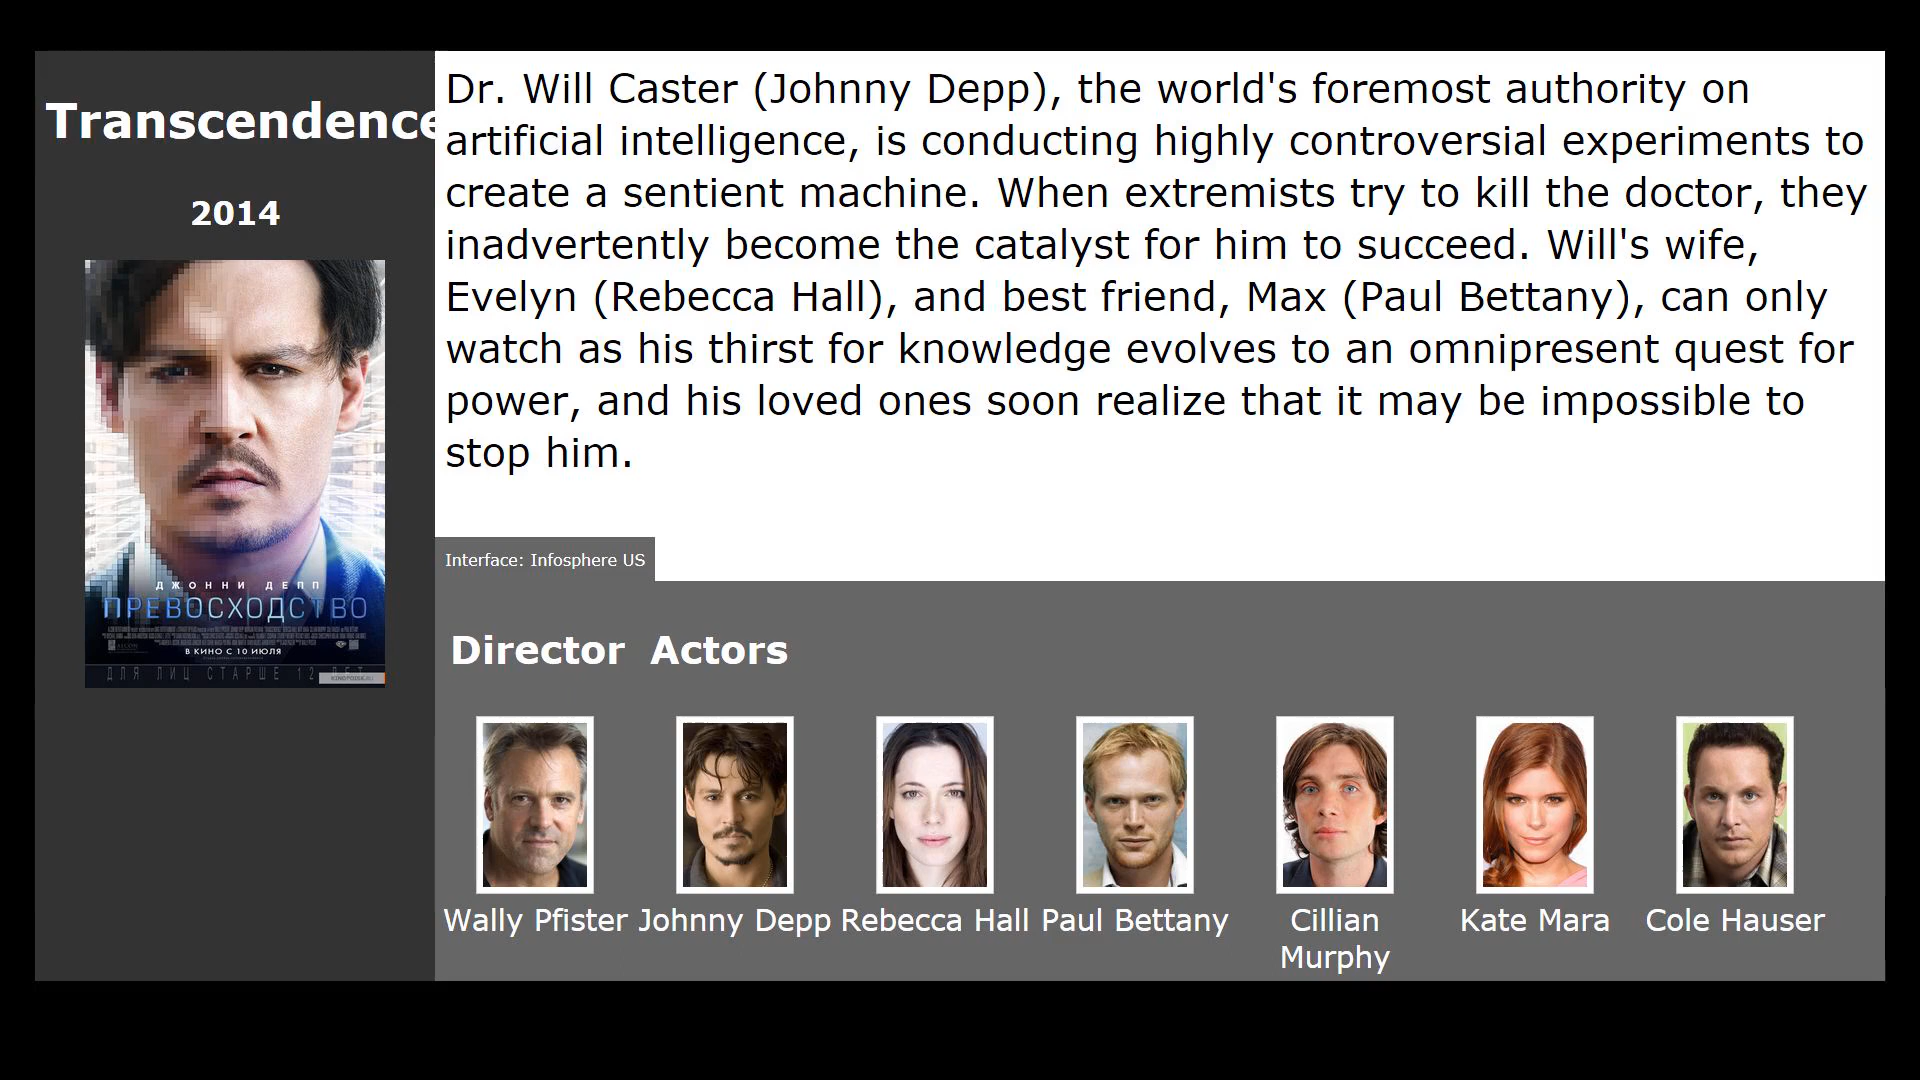 Transcendence
2014
ДЖОННИ ДЕПП
ПРЕВОСХОДСТВО
В КИНО С 10 ИЮЛЯ
ДЛЯ ЛИЦ СТАРШЕ 12 ЛЕТ
KINOPOISK.RU
Dr. Will Caster (Johnny Depp), the world's foremost authority on
artificial intelligence, is conducting highly controversial experiments to
create a sentient machine. When extremists try to kill the doctor, they
inadvertently become the catalyst for him to succeed. Will's wife,
Evelyn (Rebecca Hall), and best friend, Max (Paul Bettany), can only
watch as his thirst for knowledge evolves to an omnipresent quest for
power, and his loved ones soon realize that it may be impossible to
stop him.
Interface: Infosphere US
Director Actors
Wally Pfister Johnny Depp Rebecca Hall Paul Bettany Cillian Kate Mara Cole Hauser
Murphy